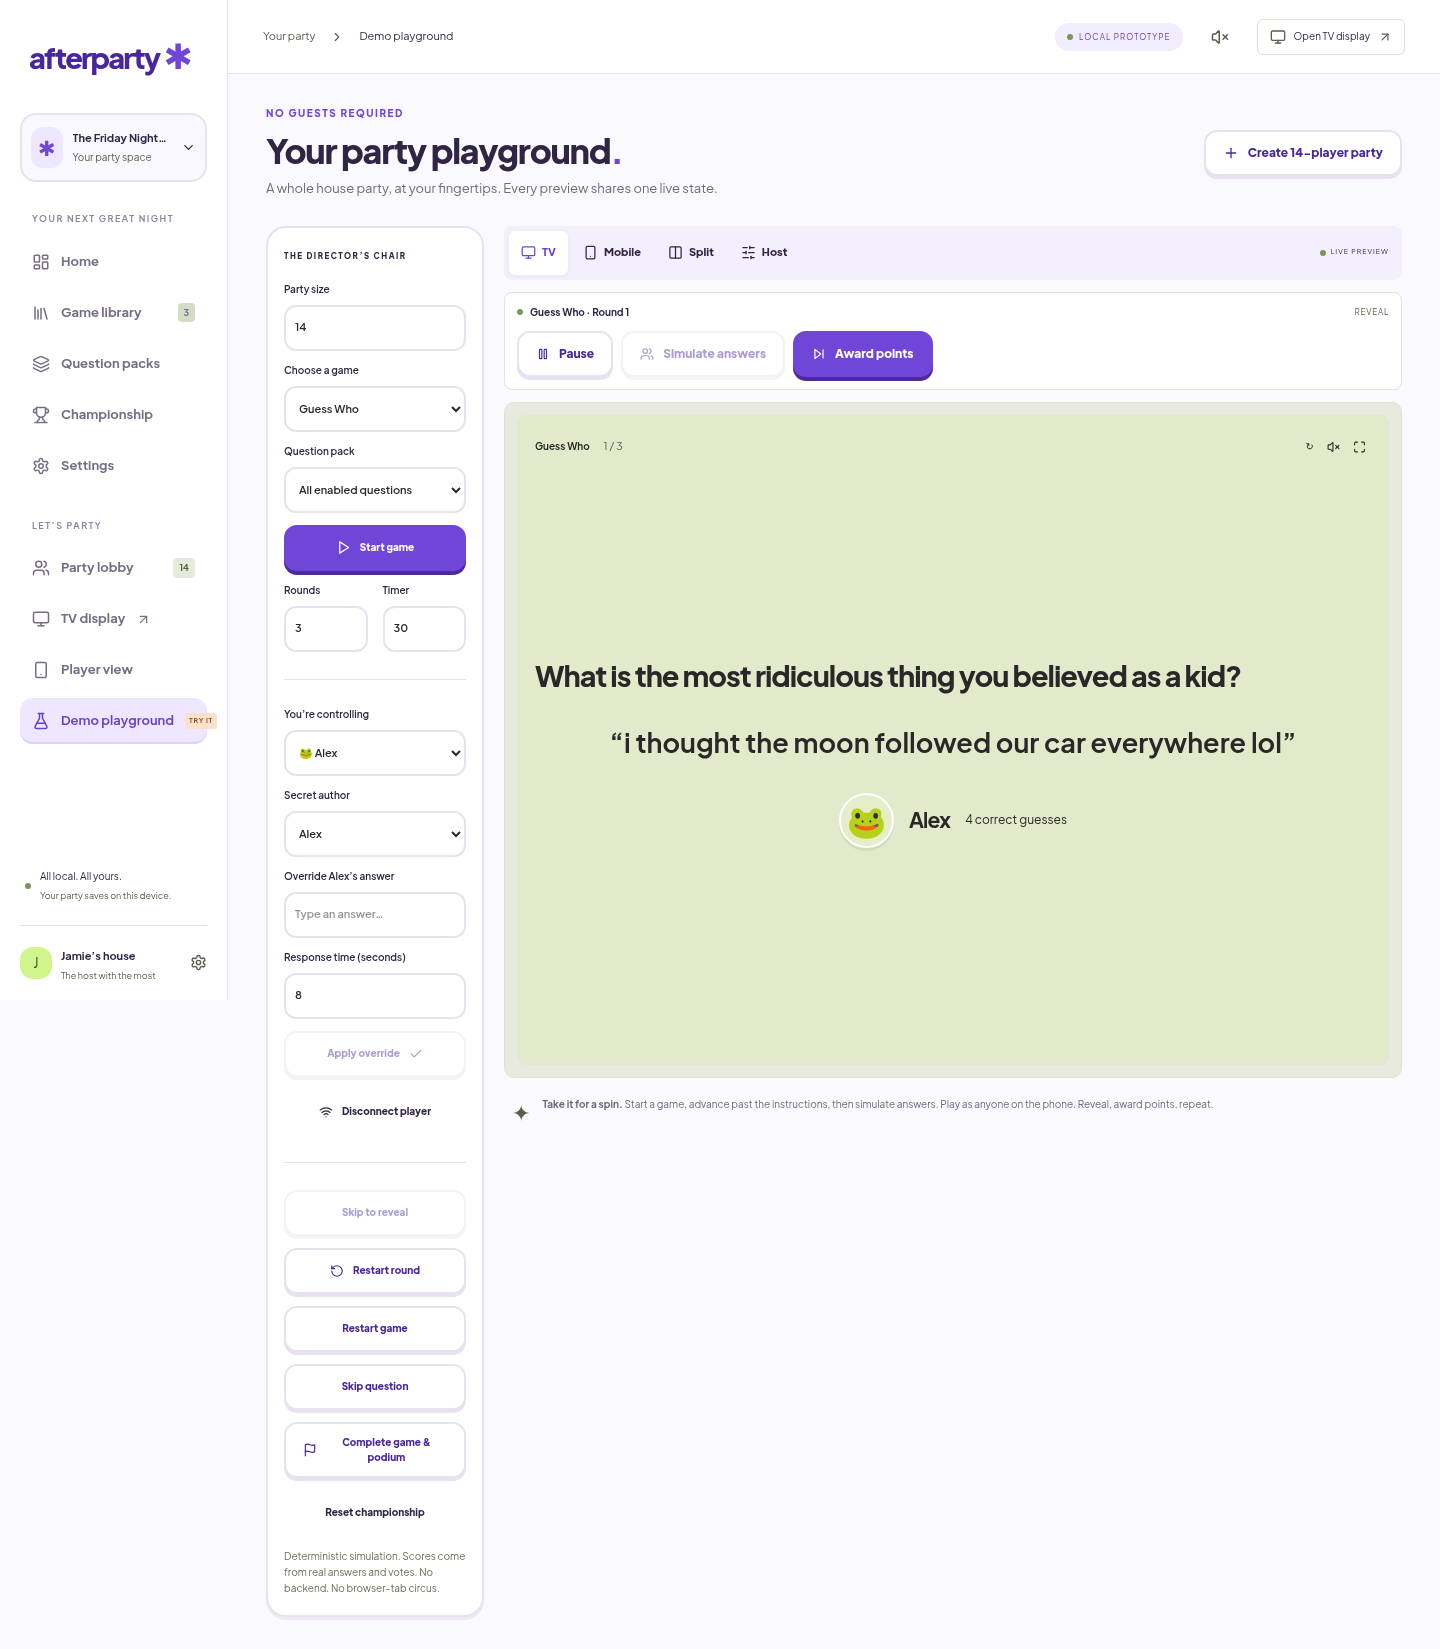 afterparty
The Friday Night...
Your party space
YOUR NEXT GREAT NIGHT
Home
Game library 3
Question packs
Championship
Settings
LET'S PARTY
Party lobby 14
TV display
Player view
Demo playground TRY IT
All local. All yours.
Your party saves on this device.
J
Jamie's house
The host with the most
Your party > Demo playground
LOCAL PROTOTYPE
Open TV display
NO GUESTS REQUIRED
Your party playground.
A whole house party, at your fingertips. Every preview shares one live state.
Create 14-player party
THE DIRECTOR'S CHAIR
Party size
14
Choose a game
Guess Who
Question pack
All enabled questions
Start game
Rounds Timer
3 30
You're controlling
🐸 Alex
Secret author
Alex
Override Alex's answer
Type an answer...
Response time (seconds)
8
Apply override
Disconnect player
Skip to reveal
Restart round
Restart game
Skip question
Complete game &
podium
Reset championship
Deterministic simulation. Scores come
from real answers and votes. No
backend. No browser-tab circus.
TV Mobile Split Host
LIVE PREVIEW
Guess Who · Round 1
REVEAL
Pause Simulate answers Award points
Guess Who 1 / 3
What is the most ridiculous thing you believed as a kid?
“i thought the moon followed our car everywhere lol”
Alex 4 correct guesses
Take it for a spin. Start a game, advance past the instructions, then simulate answers. Play as anyone on the phone. Reveal, award points, repeat.